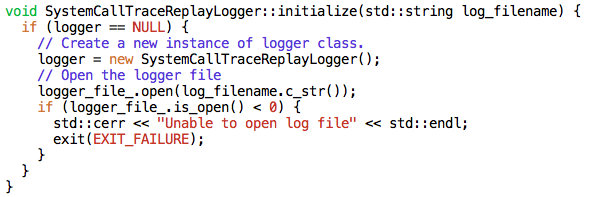 void SystemCallTraceReplayLogger::initialize(std::string log_filename) {
  if (logger == NULL) {
    // Create a new instance of logger class.
    logger = new SystemCallTraceReplayLogger();
    // Open the logger file
    logger_file_.open(log_filename.c_str());
    if (logger_file_.is_open() < 0) {
      std::cerr << "Unable to open log file" << std::endl;
      exit(EXIT_FAILURE);
    }
  }
}